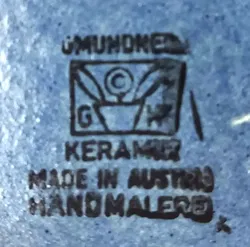 GMUNDNER
©
G H
KERAMIK
MADE IN AUSTRIA
HANDMALEREI